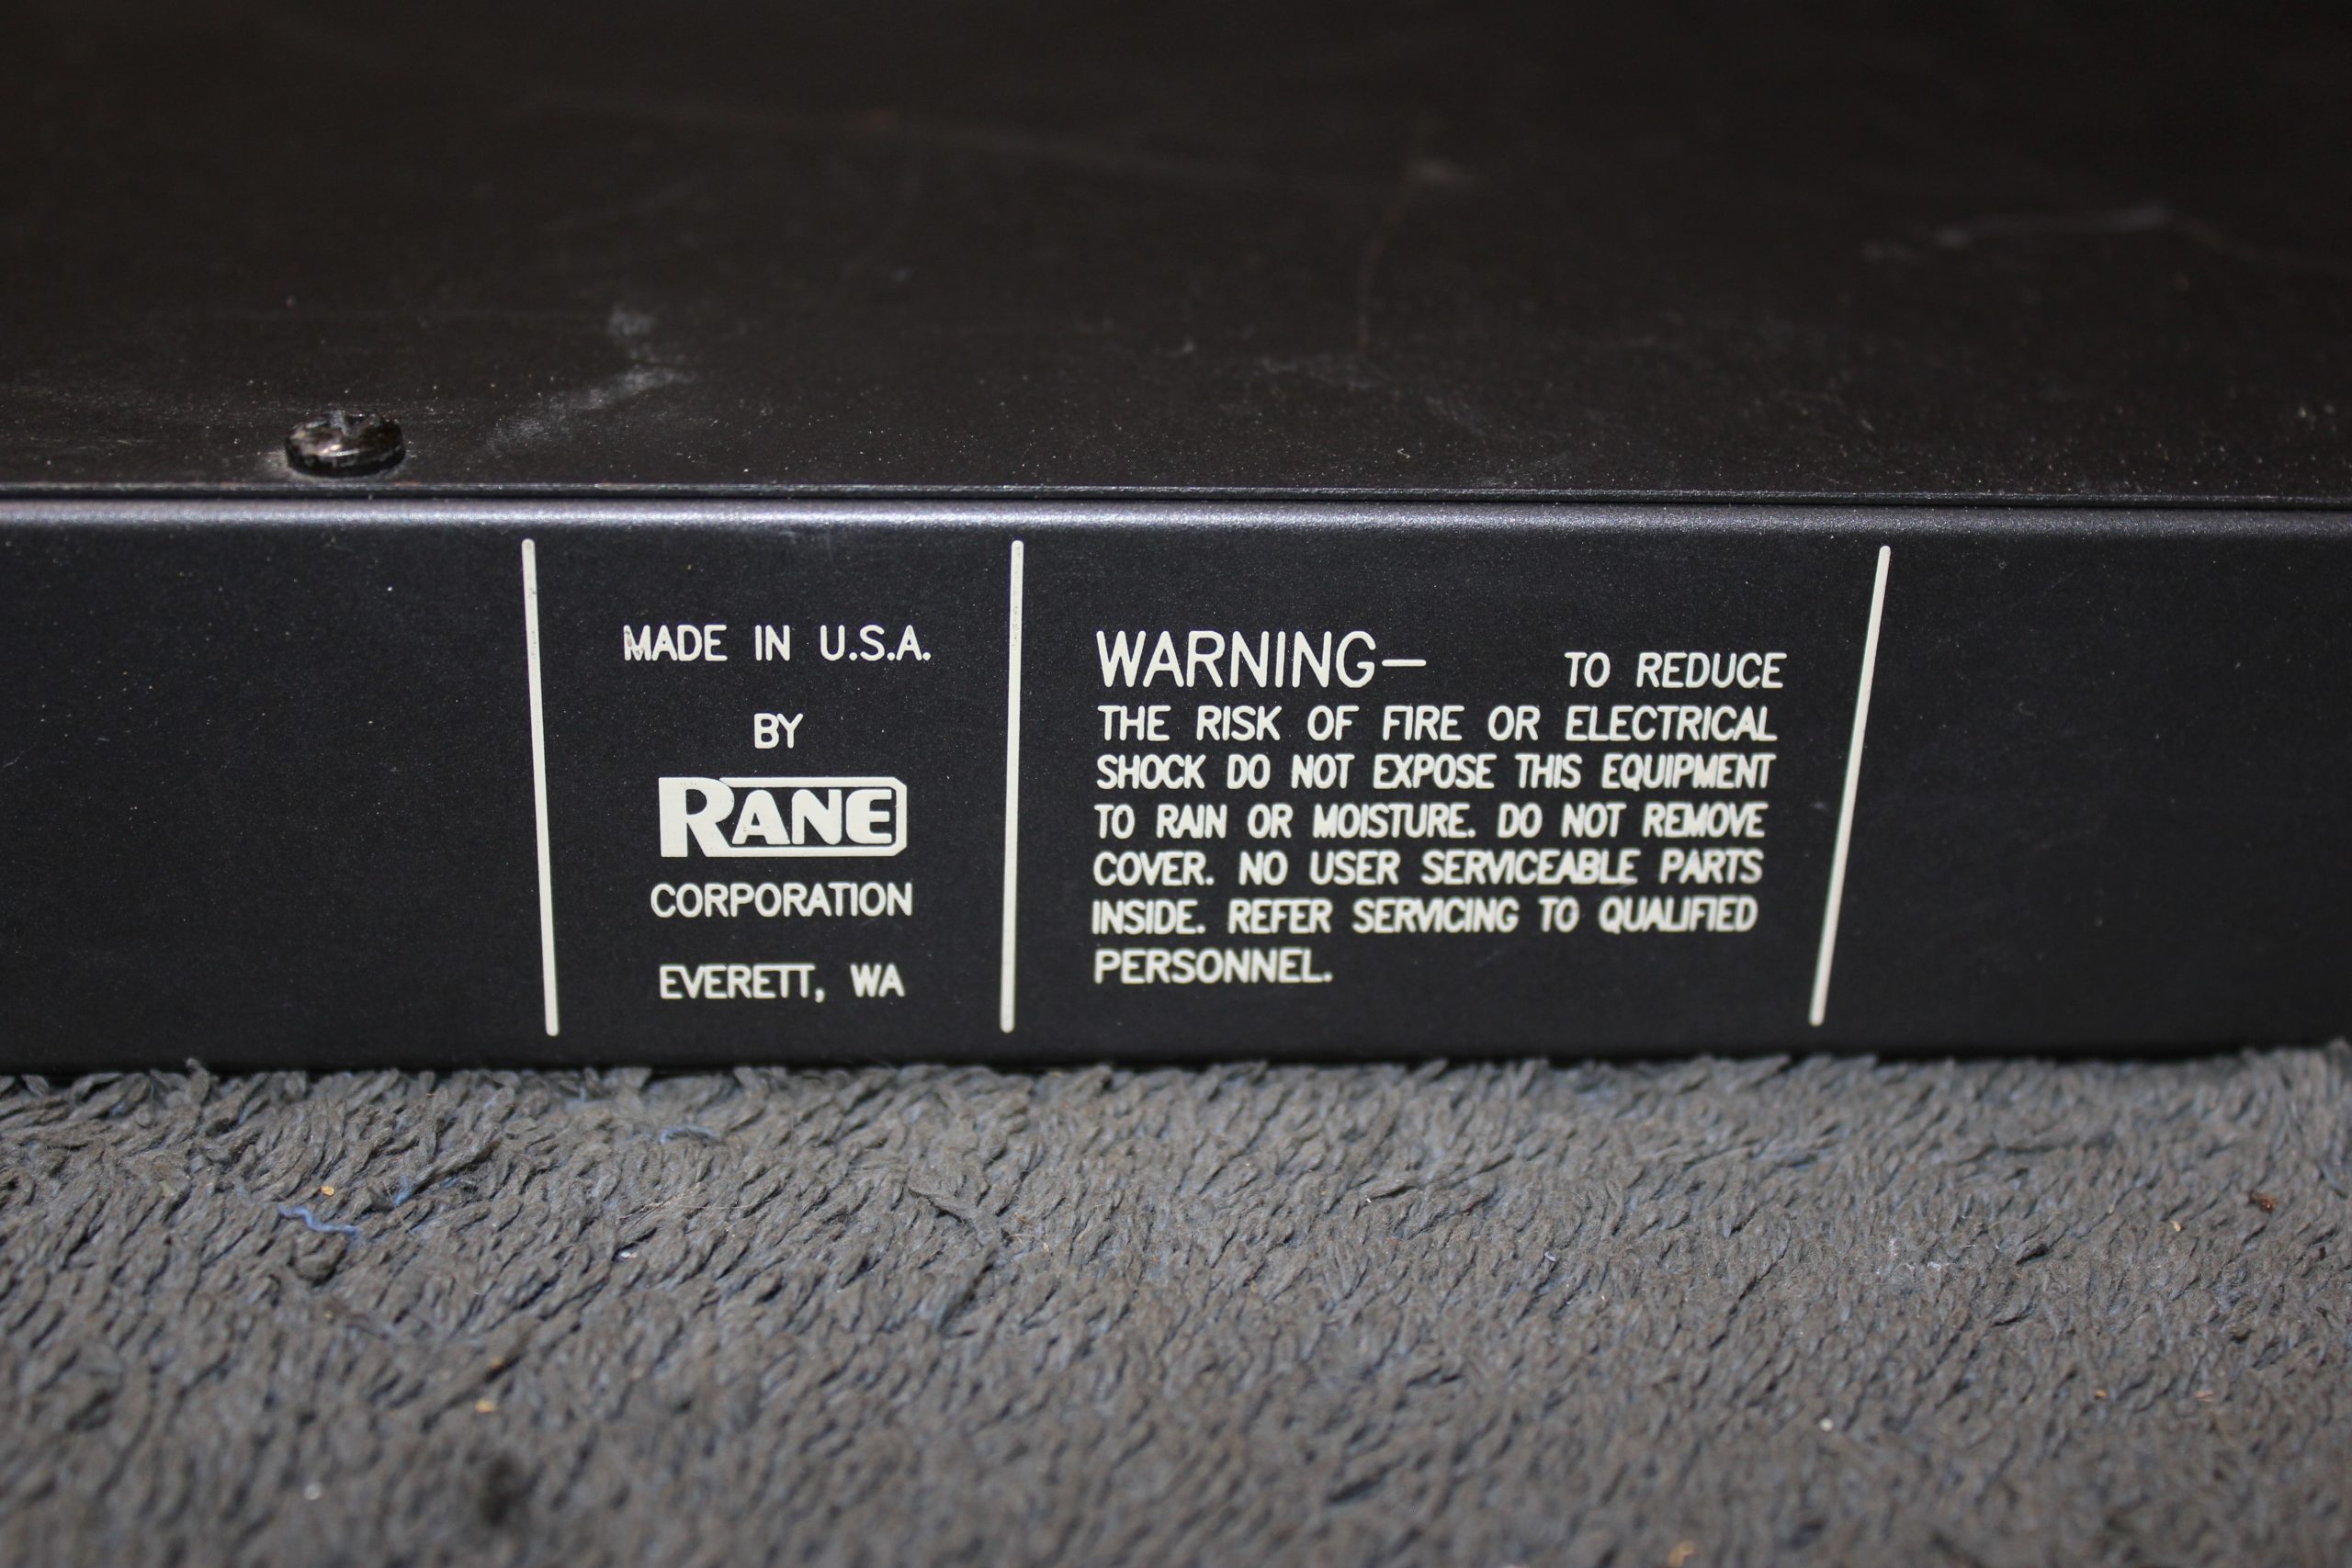 MADE IN U.S.A.
BY
RANE
CORPORATION
EVERETT, WA
WARNING— TO REDUCE
THE RISK OF FIRE OR ELECTRICAL
SHOCK DO NOT EXPOSE THIS EQUIPMENT
TO RAIN OR MOISTURE. DO NOT REMOVE
COVER. NO USER SERVICEABLE PARTS
INSIDE. REFER SERVICING TO QUALIFIED
PERSONNEL.